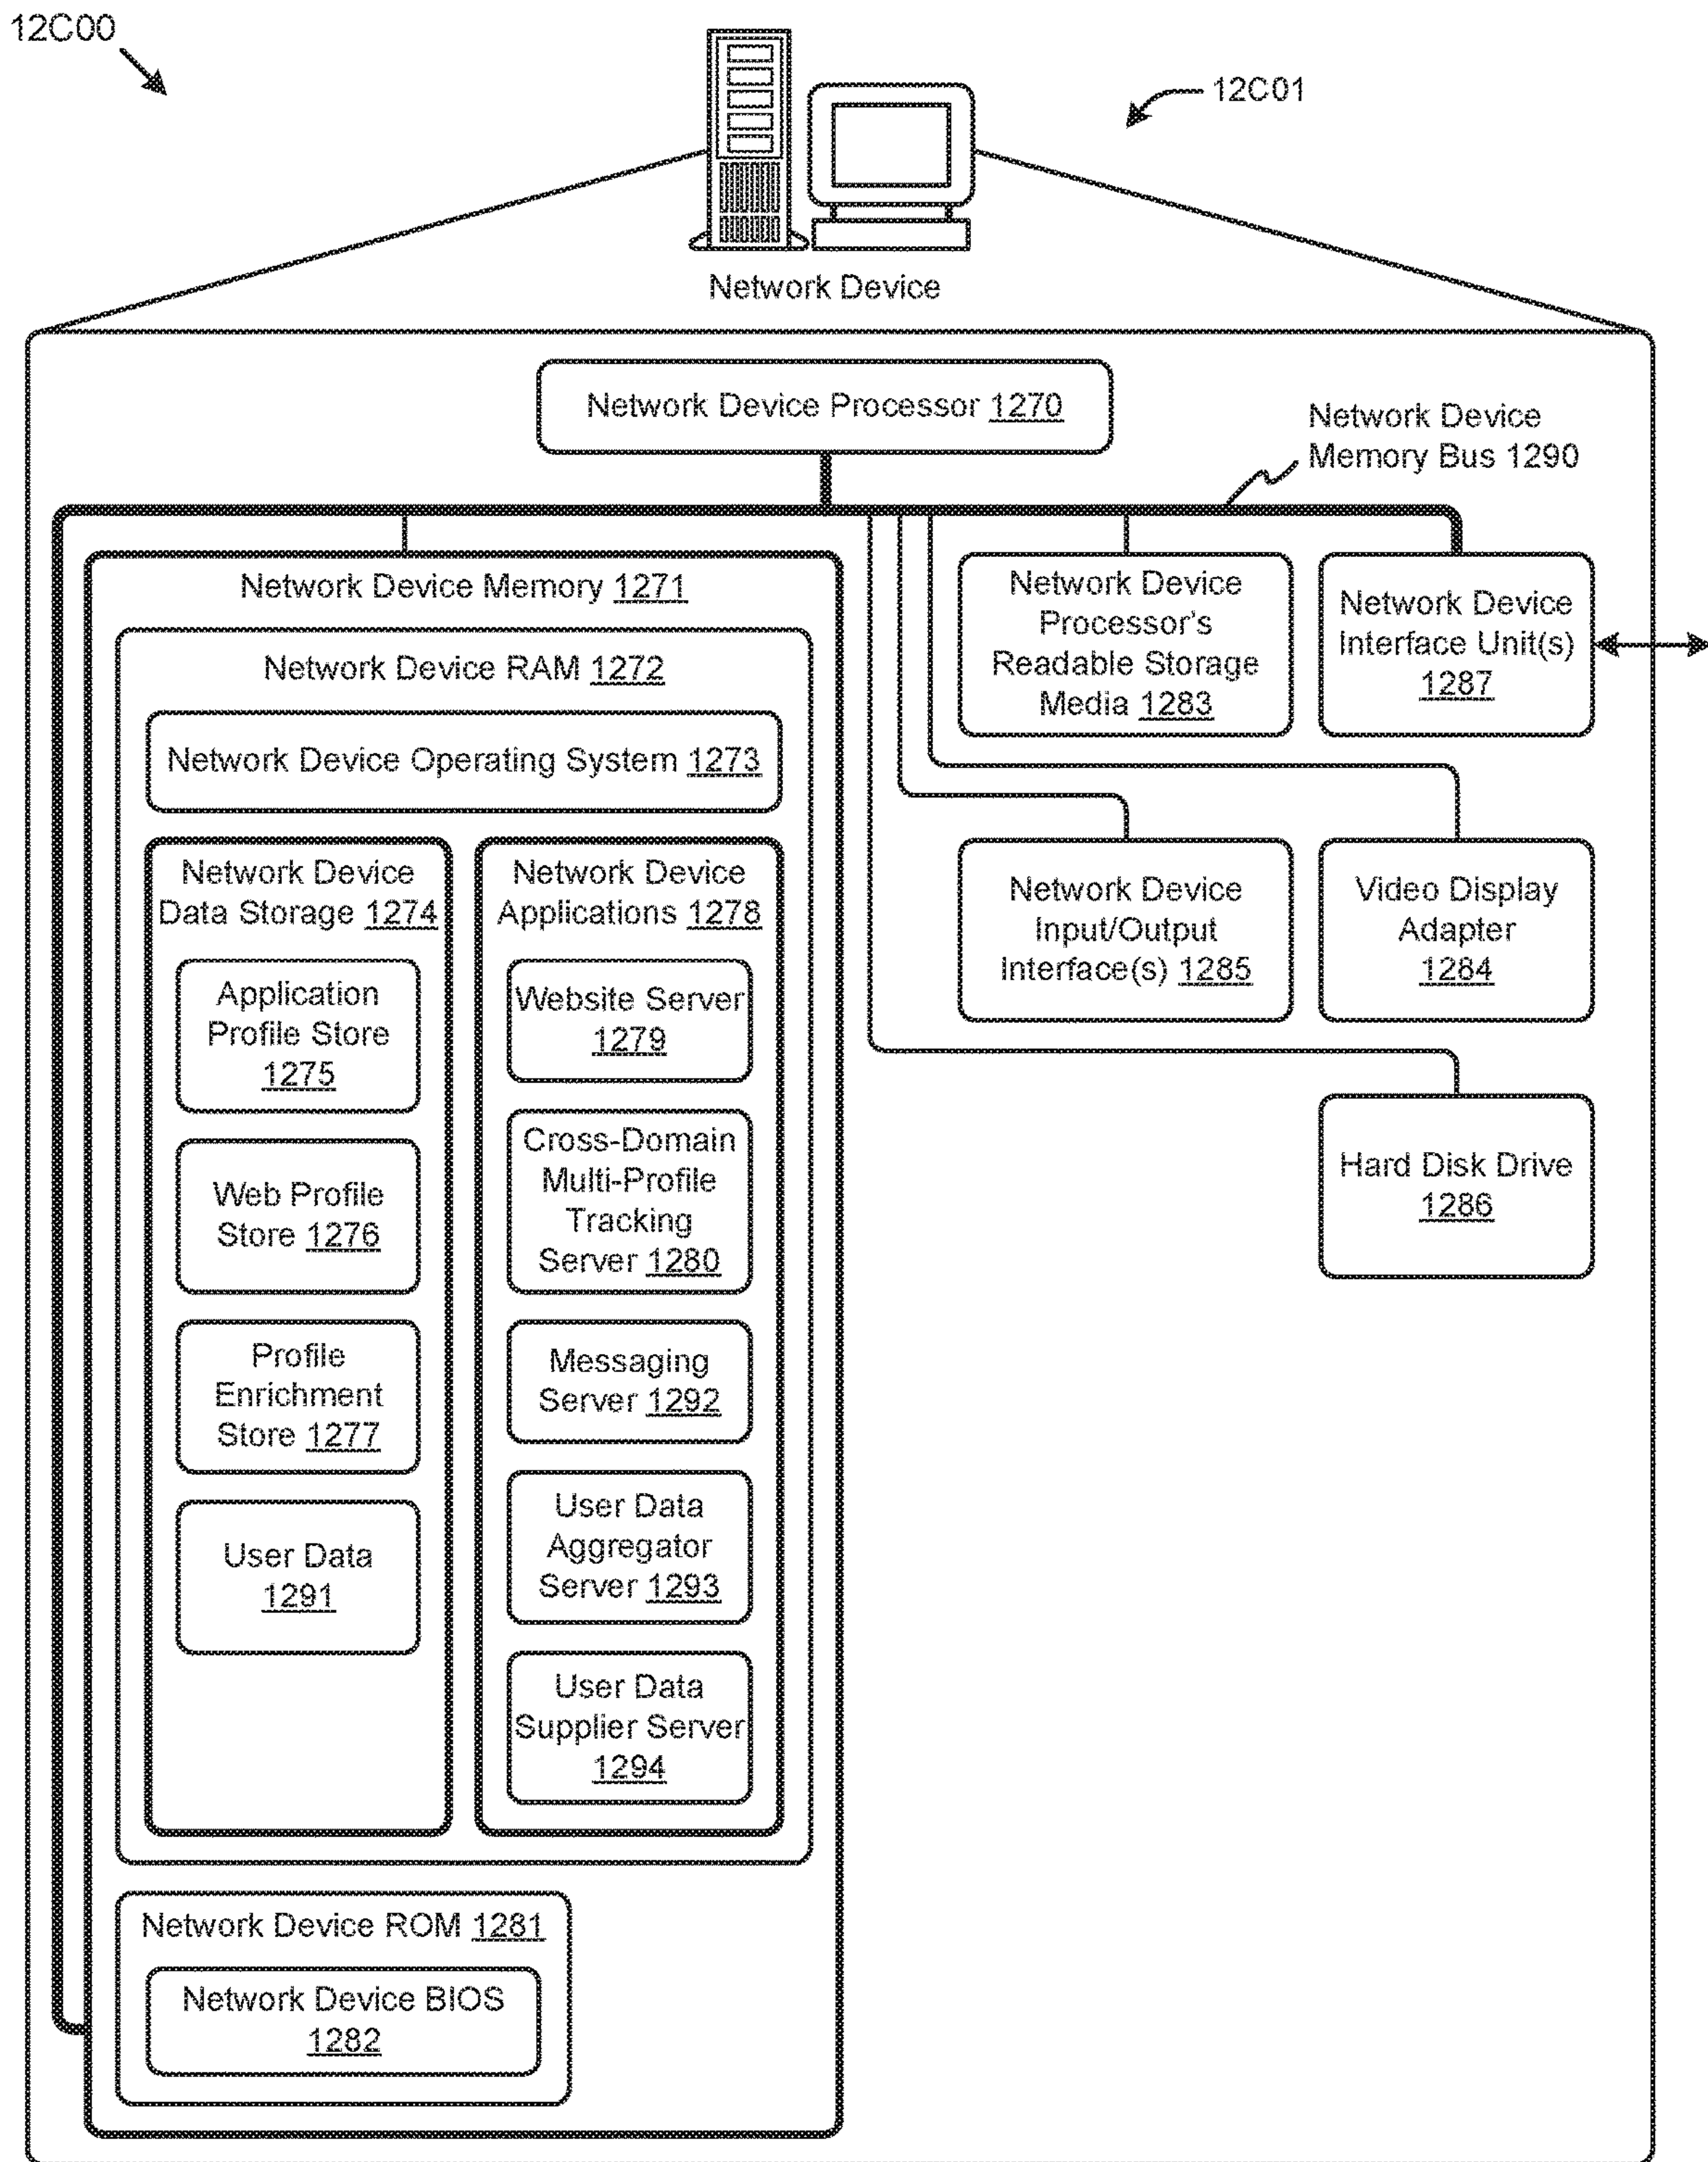 12C00
12C01
Network Device
Network Device Processor 1270
Network Device
Memory Bus 1290
Network Device Memory 1271
Network Device RAM 1272
Network Device Operating System 1273
Network Device
Data Storage 1274
Application
Profile Store
1275
Web Profile
Store 1276
Profile
Enrichment
Store 1277
User Data
1291
Network Device
Applications 1278
Website Server
1279
Cross-Domain
Multi-Profile
Tracking
Server 1280
Messaging
Server 1292
User Data
Aggregator
Server 1293
User Data
Supplier Server
1294
Network Device ROM 1281
Network Device BIOS
1282
Network Device
Processor's
Readable Storage
Media 1283
Network Device
Interface Unit(s)
1287
Network Device
Input/Output
Interface(s) 1285
Video Display
Adapter
1284
Hard Disk Drive
1286